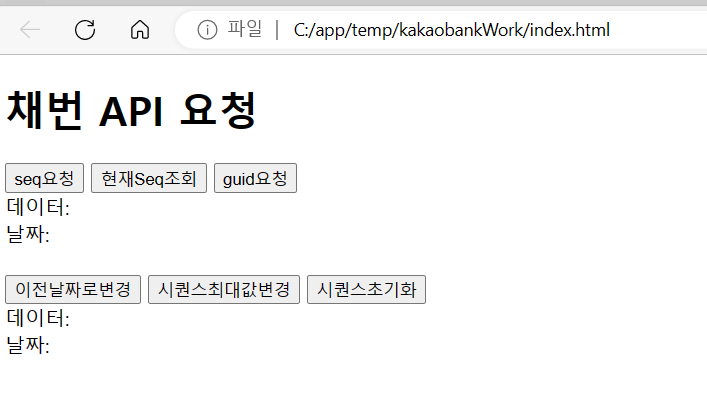 파일 C:/app/temp/kakaobankWork/index.html
채번 API 요청
seq요청 현재Seq조회 guid요청
데이터:
날짜:
이전날짜로변경 시퀀스최대값변경 시퀀스초기화
데이터:
날짜: